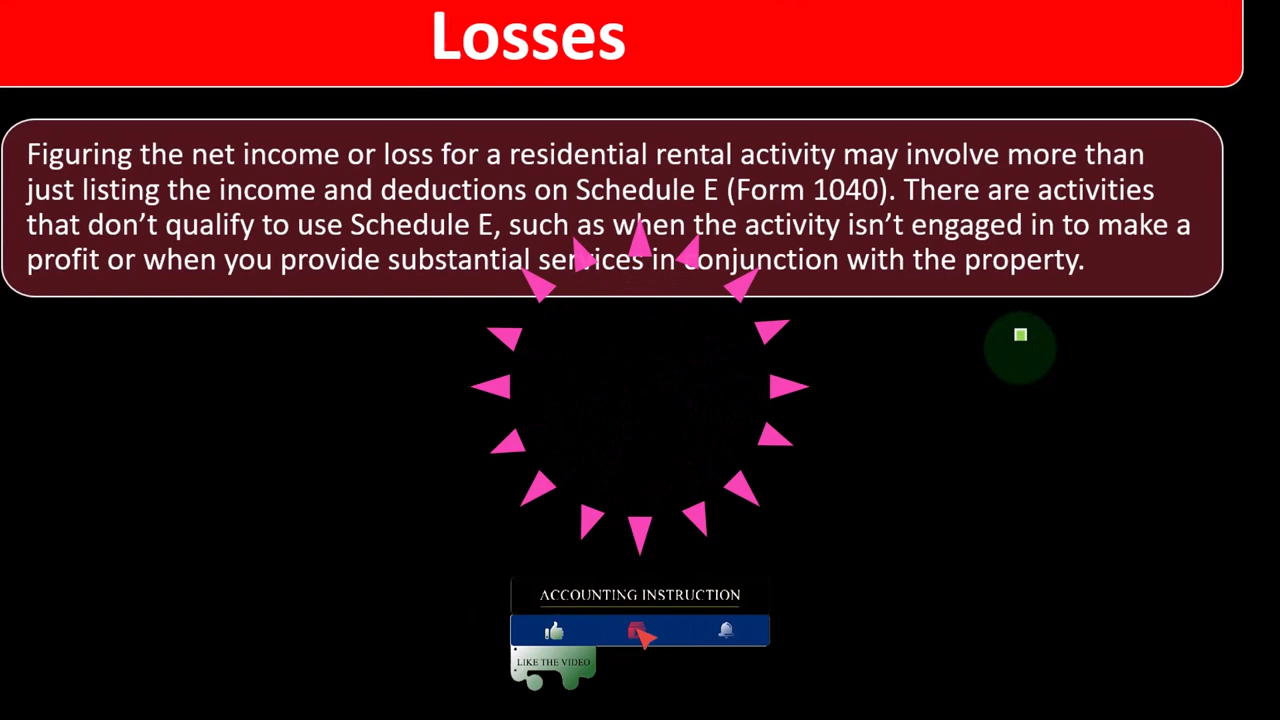 Losses
Figuring the net income or loss for a residential rental activity may involve more than
just listing the income and deductions on Schedule E (Form 1040). There are activities
that don’t qualify to use Schedule E, such as when the activity isn’t engaged in to make a
profit or when you provide substantial services in conjunction with the property.
ACCOUNTING INSTRUCTION
LIKE THE VIDEO